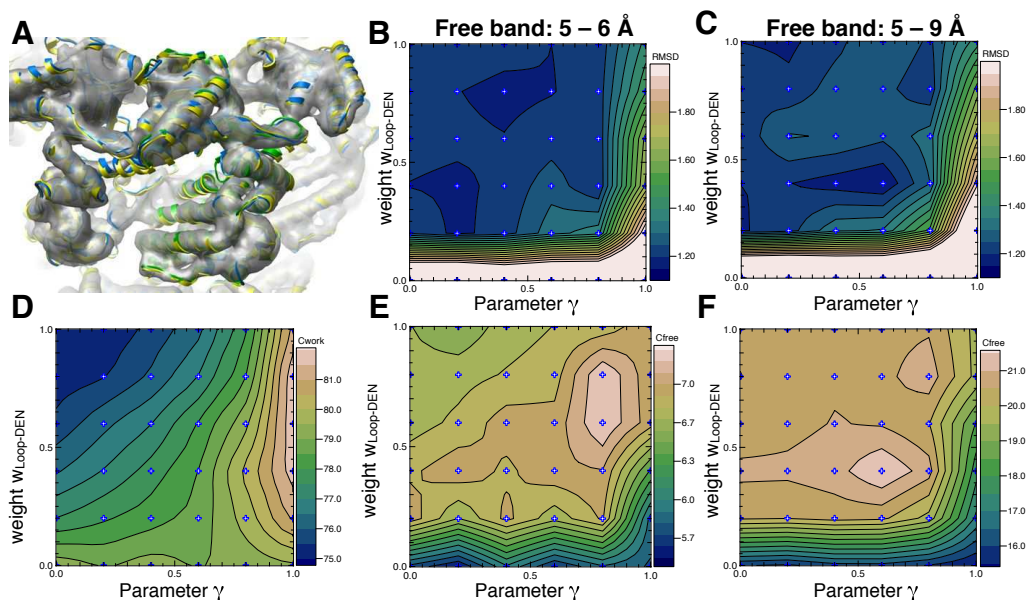 A
B
Free band: 5 – 6 Å
C
Free band: 5 – 9 Å
1.0
0.5
0.0
weight wLoop-DEN
0.0
0.5
1.0
Parameter γ
RMSD
1.80
1.60
1.40
1.20
1.0
0.5
0.0
weight wLoop-DEN
0.0
0.5
1.0
Parameter γ
RMSD
1.80
1.60
1.40
1.20
D
1.0
0.5
0.0
weight wLoop-DEN
0.0
0.5
1.0
Parameter γ
Cwork
81.0
80.0
79.0
78.0
77.0
76.0
75.0
E
1.0
0.5
0.0
weight wLoop-DEN
0.0
0.5
1.0
Parameter γ
Cfree
7.0
6.7
6.3
6.0
5.7
F
1.0
0.5
0.0
weight wLoop-DEN
0.0
0.5
1.0
Parameter γ
Cfree
21.0
20.0
19.0
18.0
17.0
16.0